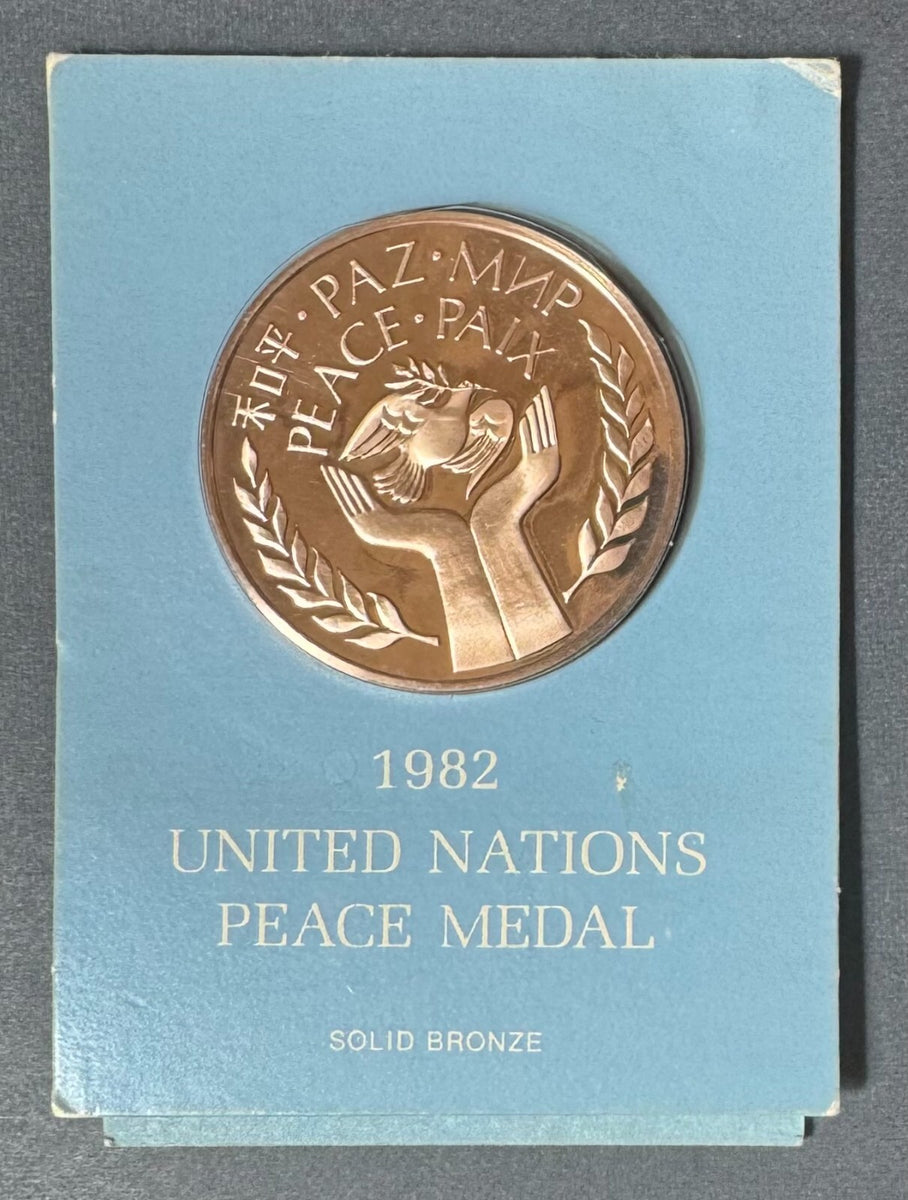 和平·PAZ·МИР
PEACE·PAIX
1982
UNITED NATIONS
PEACE MEDAL
SOLID BRONZE